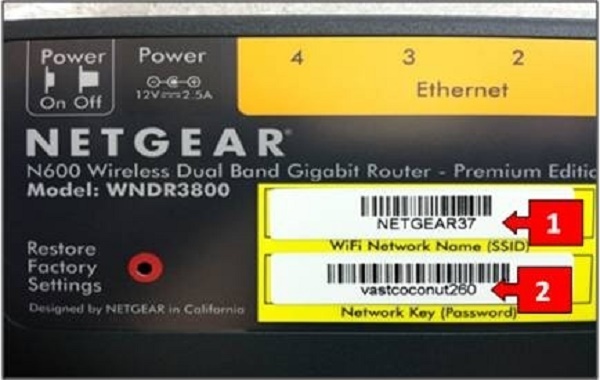 Power
On Off
Power
12V⎓2.5A
4 3 2
Ethernet
NETGEAR®
N600 Wireless Dual Band Gigabit Router - Premium Editio
Model: WNDR3800
NETGEAR37
1
WiFi Network Name (SSID)
Restore
Factory
Settings
vastcoconut260
2
Network Key (Password)
Designed by NETGEAR in California